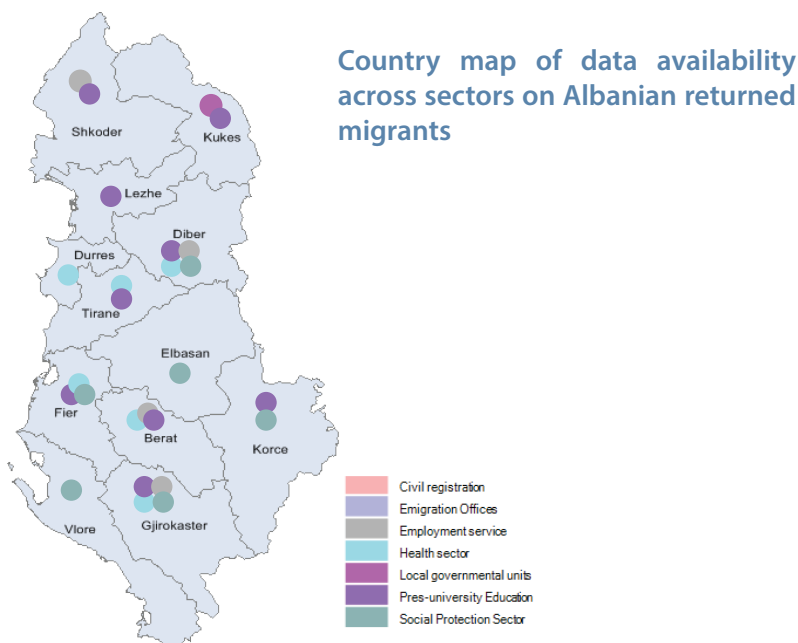 Country map of data availability
across sectors on Albanian returned
migrants
Shkoder
Kukes
Lezhe
Diber
Durres
Tirane
Elbasan
Fier
Berat
Korce
Vlore
Gjirokaster
Civil registration
Emigration Offices
Employment service
Health sector
Local governmental units
Pres-university Education
Social Protection Sector